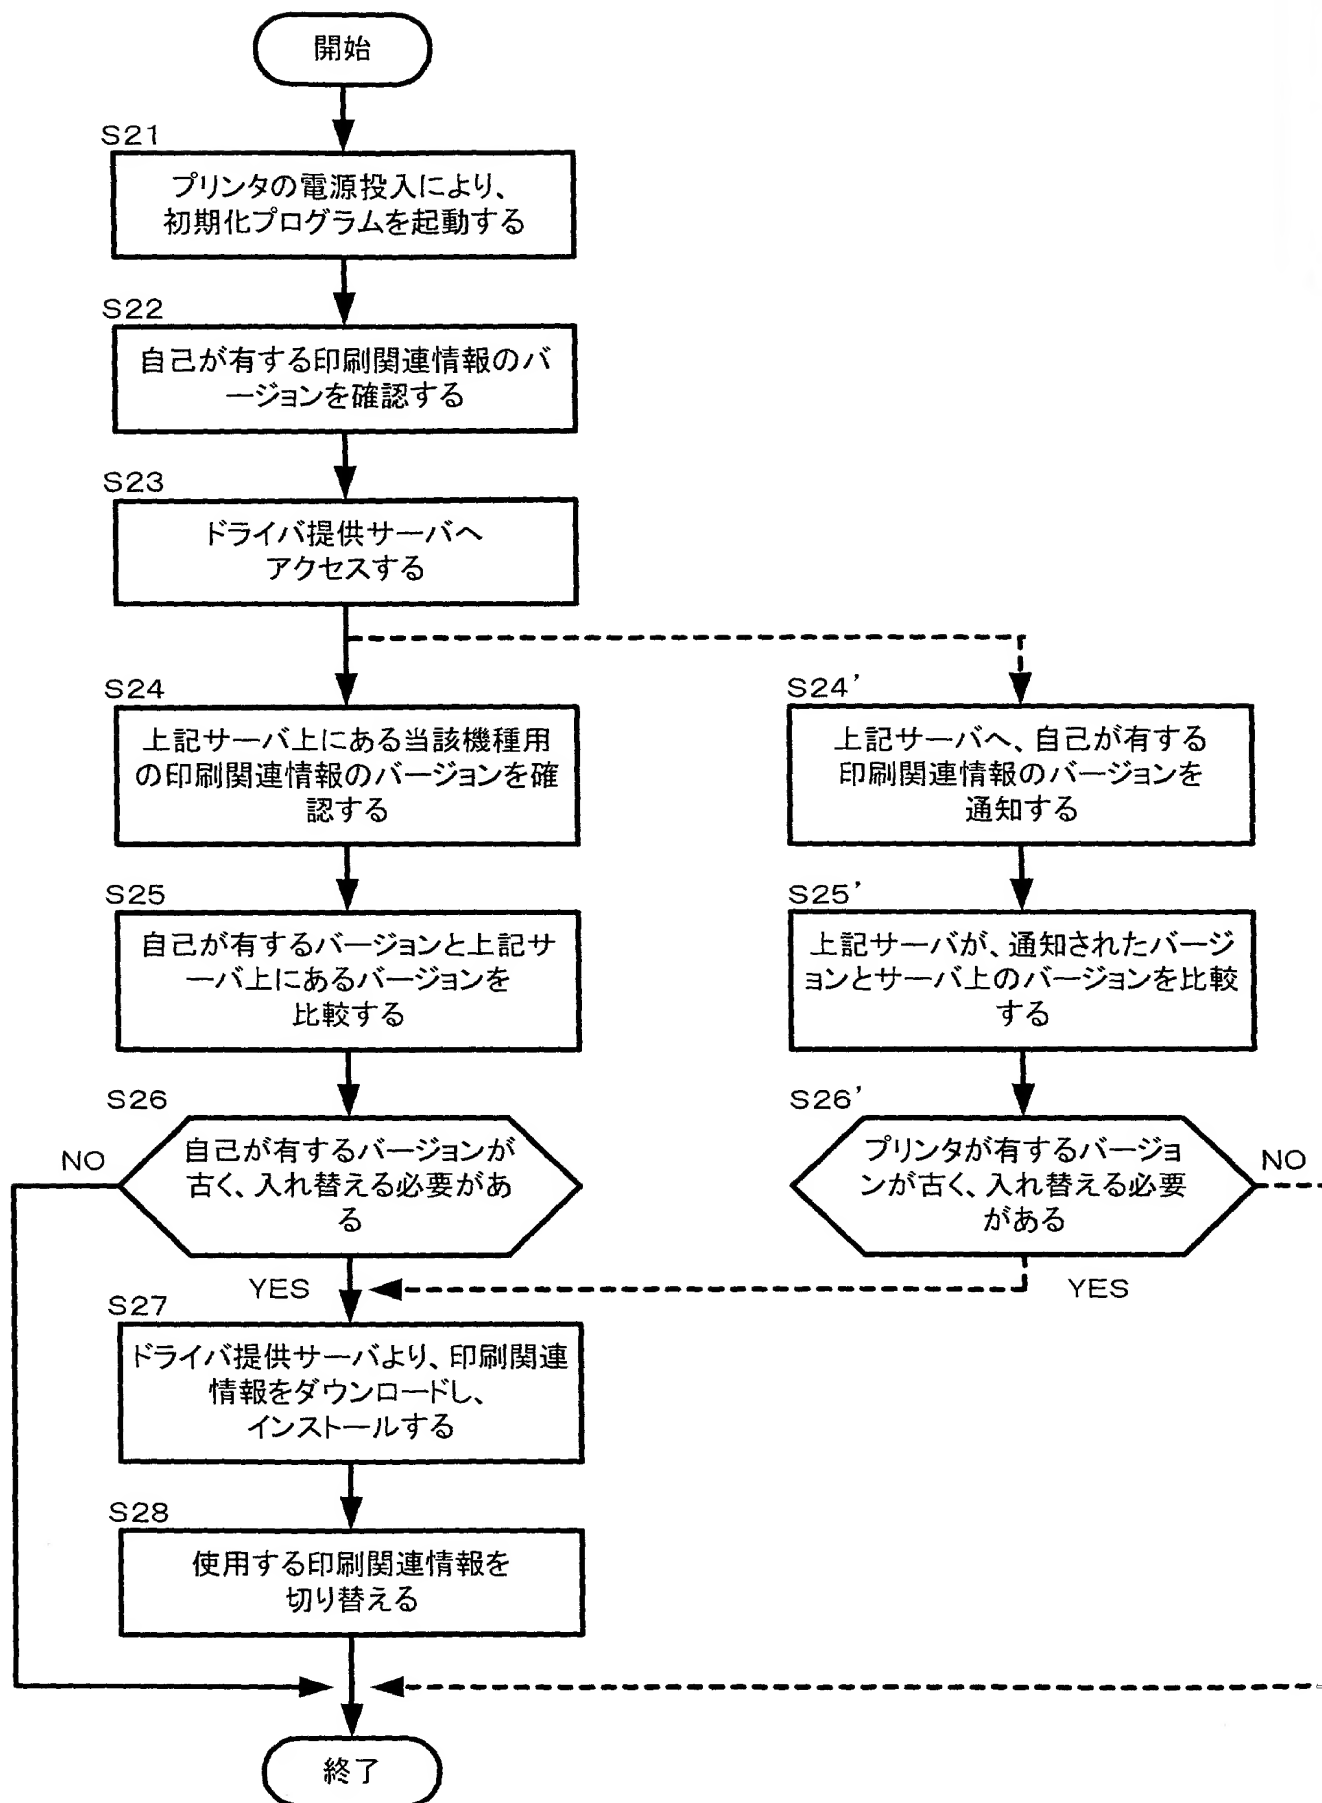 開始
S21
プリンタの電源投入により、
初期化プログラムを起動する
S22
自己が有する印刷関連情報のバ
ージョンを確認する
S23
ドライバ提供サーバへ
アクセスする
S24
上記サーバ上にある当該機種用
の印刷関連情報のバージョンを確
認する
S24’
上記サーバへ、自己が有する
印刷関連情報のバージョンを
通知する
S25
自己が有するバージョンと上記サ
ーバ上にあるバージョンを
比較する
S25’
上記サーバが、通知されたバージ
ョンとサーバ上のバージョンを比較
する
S26
NO
自己が有するバージョンが
古く、入れ替える必要があ
る
YES
S26’
プリンタが有するバージョ
ンが古く、入れ替える必要
がある
NO
YES
S27
ドライバ提供サーバより、印刷関連
情報をダウンロードし、
インストールする
S28
使用する印刷関連情報を
切り替える
終了